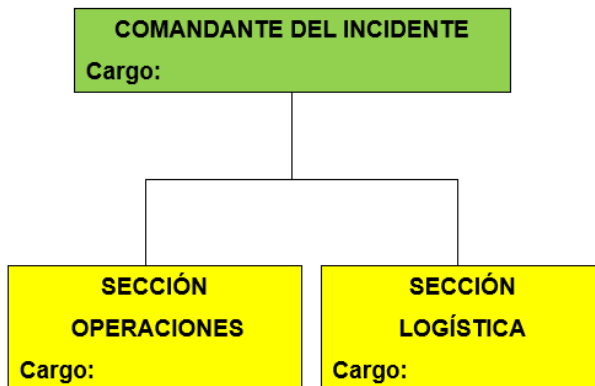 COMANDANTE DEL INCIDENTE
Cargo:
SECCIÓN
OPERACIONES
Cargo:
SECCIÓN
LOGÍSTICA
Cargo: